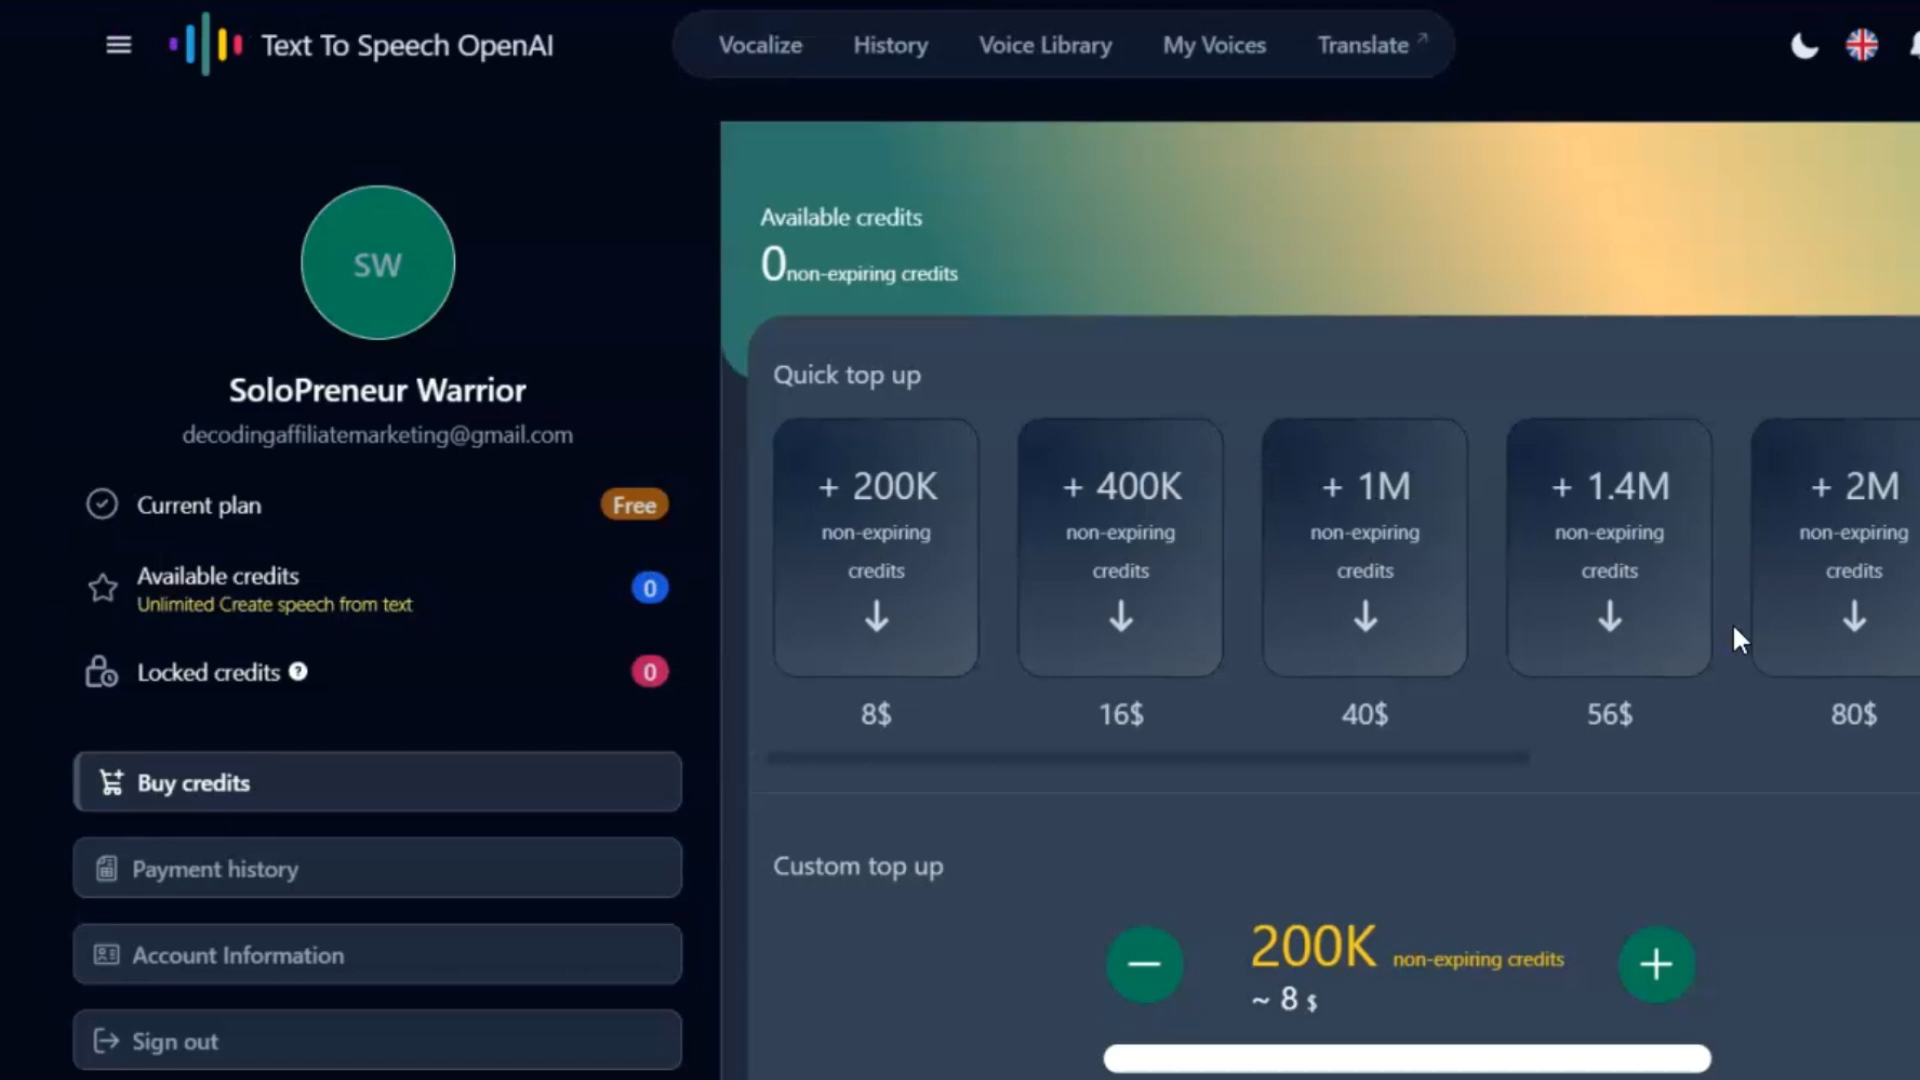 Text To Speech OpenAI
Vocalize
History
Voice Library
My Voices
Translate
SW
SoloPreneur Warrior
decodingaffiliatemarketing@gmail.com
Current plan
Free
Available credits
Unlimited Create speech from text
0
Locked credits ?
0
Buy credits
Payment history
Account Information
Sign out
Available credits
0non-expiring credits
Quick top up
+ 200K
non-expiring
credits
8$
+ 400K
non-expiring
credits
16$
+ 1M
non-expiring
credits
40$
+ 1.4M
non-expiring
credits
56$
+ 2M
non-expiring
credits
80$
Custom top up
200K non-expiring credits
~ 8 $